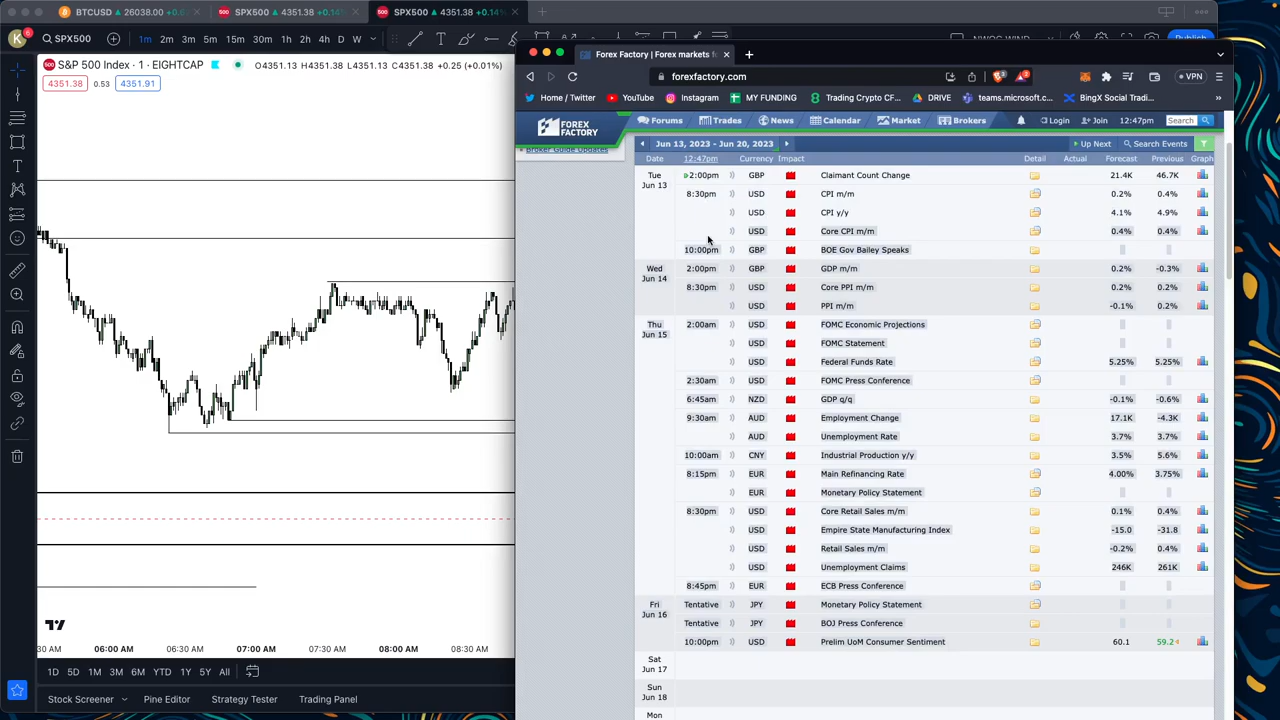 BTCUSD ▲ 26038.00
SPX500 ▲ 4351.38 +0.14%
SPX500 ▲ 4351.38 +0.14%
K
6
SPX500
1m 2m 3m 5m 15m 30m 1h 2h 4h D W
Publish
S&P 500 Index · 1 · EIGHTCAP
O4351.13 H4351.38 L4351.13 C4351.38 +0.25 (+0.01%)
4351.38 0.53 4351.91
06:00 AM 06:30 AM 07:00 AM 07:30 AM 08:00 AM 08:30 AM
1D 5D 1M 3M 6M YTD 1Y 5Y All
Stock Screener Pine Editor Strategy Tester Trading Panel
Forex Factory | Forex markets f
forexfactory.com
VPN
Home / Twitter YouTube Instagram MY FUNDING Trading Crypto CF... DRIVE teams.microsoft.c... BingX Social Tradi... »
FOREX FACTORY
Forums Trades News Calendar Market Brokers Login Join 12:47pm Search
Broker Guide Updates
Jun 13, 2023 - Jun 20, 2023 Up Next Search Events
Date 12:47pm Currency Impact Detail Actual Forecast Previous Graph
Tue Jun 13 2:00pm GBP Claimant Count Change 21.4K 46.7K
8:30pm USD CPI m/m 0.2% 0.4%
USD CPI y/y 4.1% 4.9%
USD Core CPI m/m 0.4% 0.4%
10:00pm GBP BOE Gov Bailey Speaks
Wed Jun 14 2:00pm GBP GDP m/m 0.2% -0.3%
8:30pm USD Core PPI m/m 0.2% 0.2%
USD PPI m/m -0.1% 0.2%
Thu Jun 15 2:00am USD FOMC Economic Projections
USD FOMC Statement
USD Federal Funds Rate 5.25% 5.25%
2:30am USD FOMC Press Conference
6:45am NZD GDP q/q -0.1% -0.6%
9:30am AUD Employment Change 17.1K -4.3K
AUD Unemployment Rate 3.7% 3.7%
10:00am CNY Industrial Production y/y 3.5% 5.6%
8:15pm EUR Main Refinancing Rate 4.00% 3.75%
EUR Monetary Policy Statement
8:30pm USD Core Retail Sales m/m 0.1% 0.4%
USD Empire State Manufacturing Index -15.0 -31.8
USD Retail Sales m/m -0.2% 0.4%
USD Unemployment Claims 246K 261K
8:45pm EUR ECB Press Conference
Fri Jun 16 Tentative JPY Monetary Policy Statement
Tentative JPY BOJ Press Conference
10:00pm USD Prelim UoM Consumer Sentiment 60.1 59.2
Sat Jun 17
Sun Jun 18
Mon